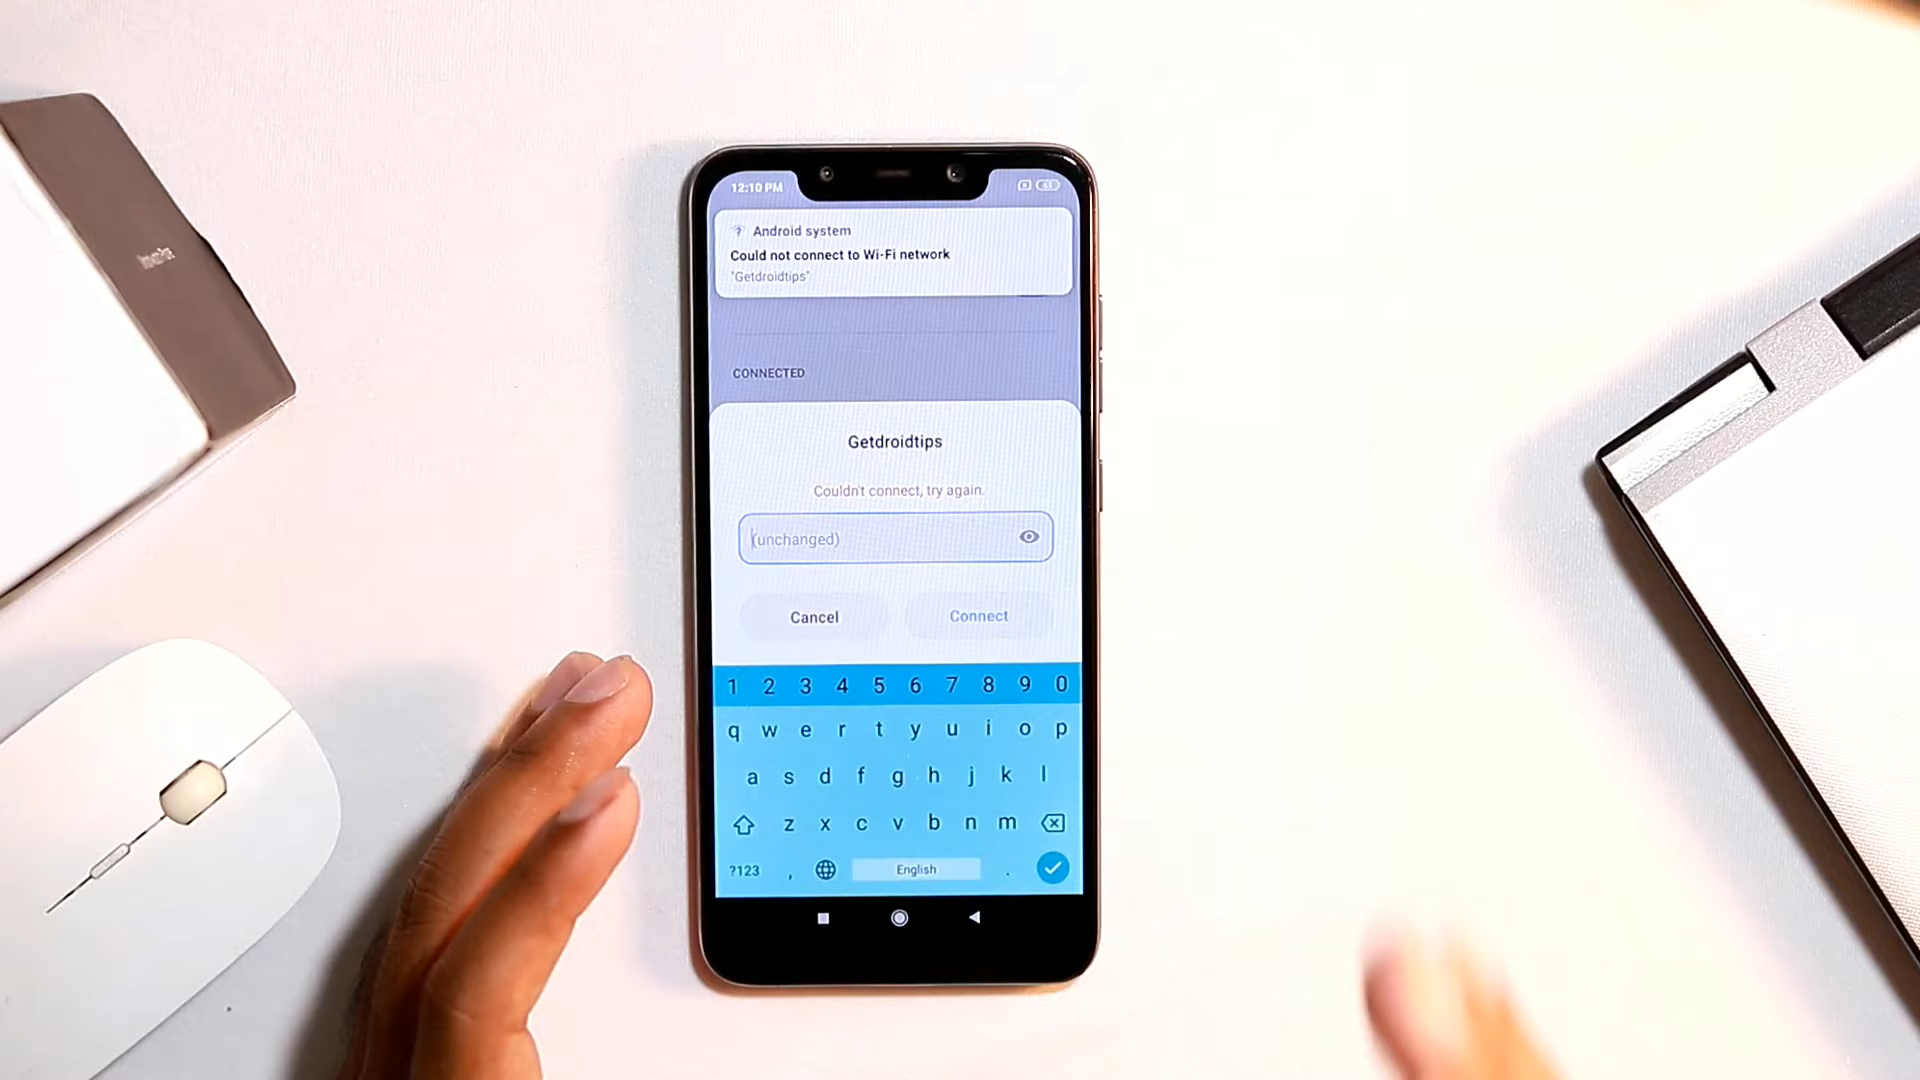 12:10 PM
? Android system
Could not connect to Wi-Fi network
"Getdroidtips"
CONNECTED
Getdroidtips
Couldn't connect, try again.
(unchanged)
Cancel Connect
1 2 3 4 5 6 7 8 9 0
q w e r t y u i o p
a s d f g h j k l
z x c v b n m
?123 , English .